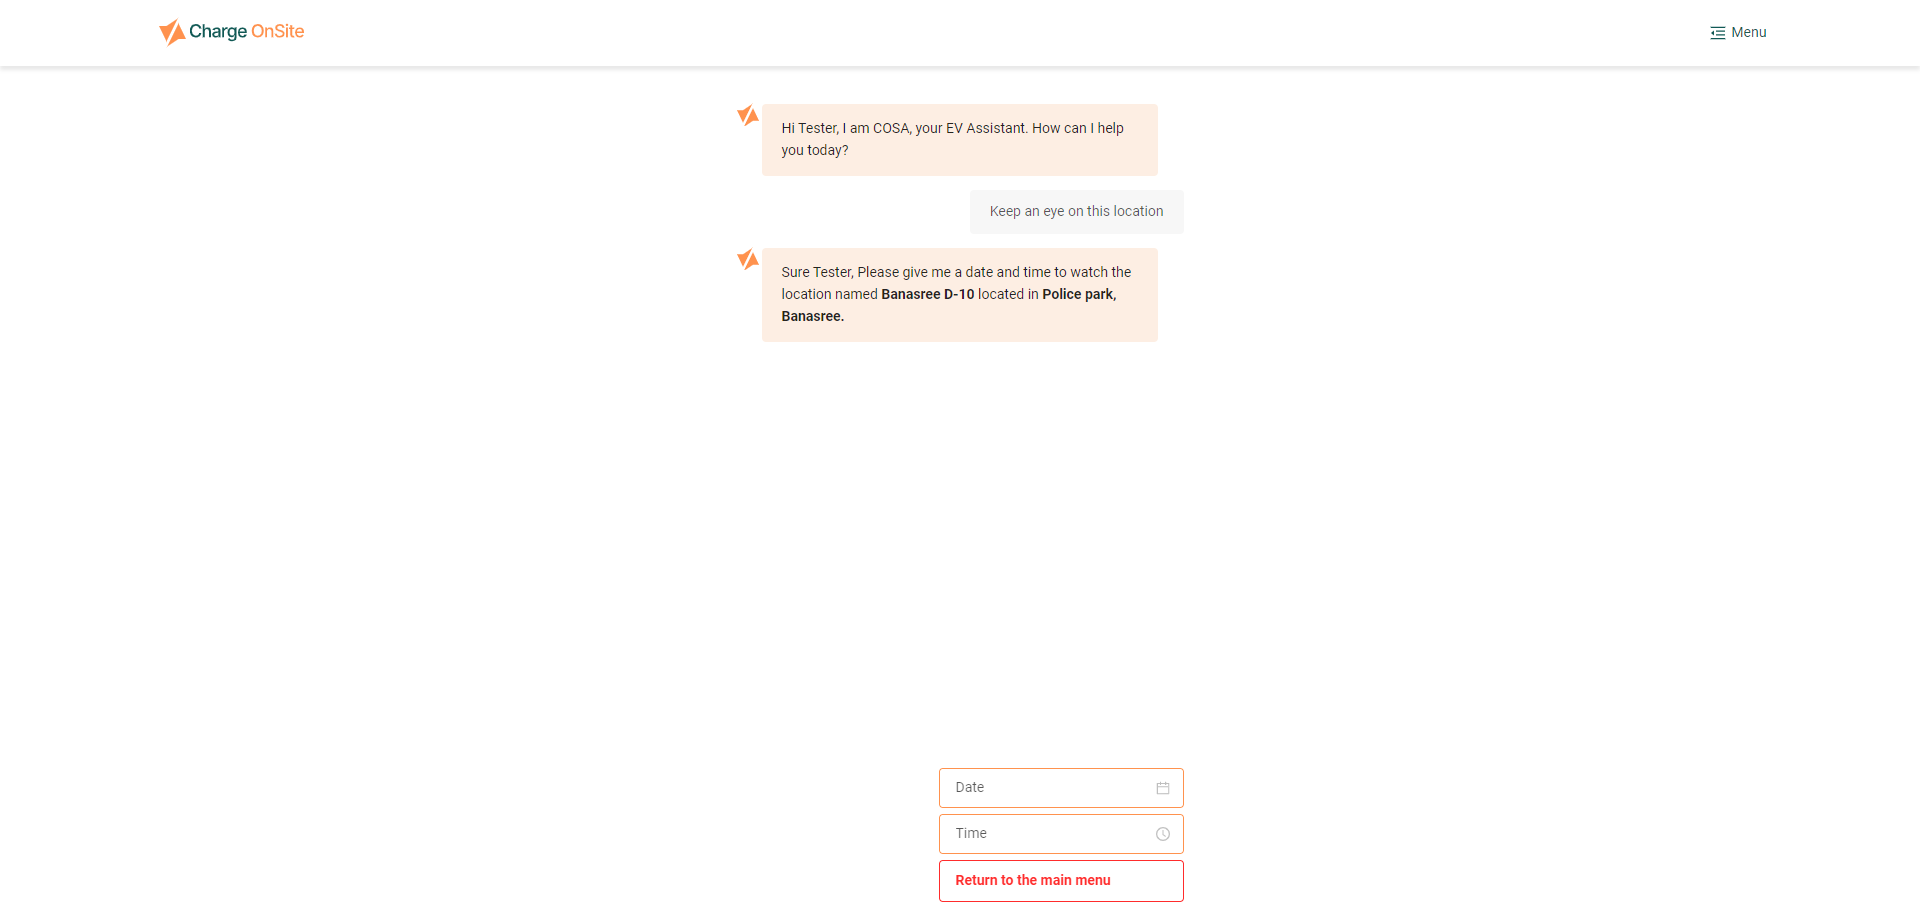 Charge OnSite
Menu
Hi Tester, I am COSA, your EV Assistant. How can I help
you today?
Keep an eye on this location
Sure Tester, Please give me a date and time to watch the
location named Banasree D-10 located in Police park,
Banasree.
Date
Time
Return to the main menu